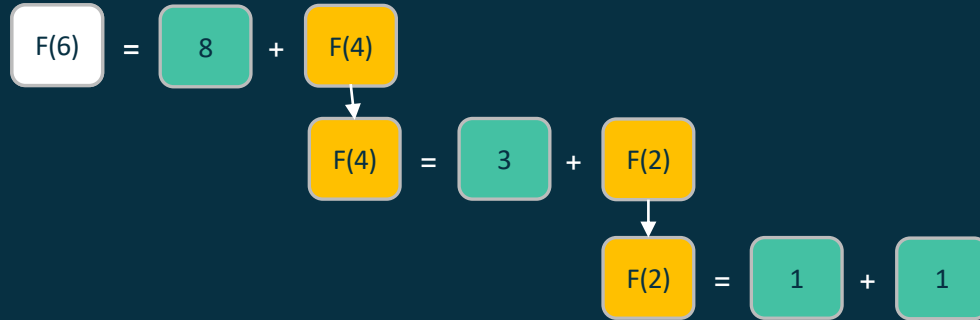 F(6) = 8 + F(4)
F(4) = 3 + F(2)
F(2) = 1 + 1